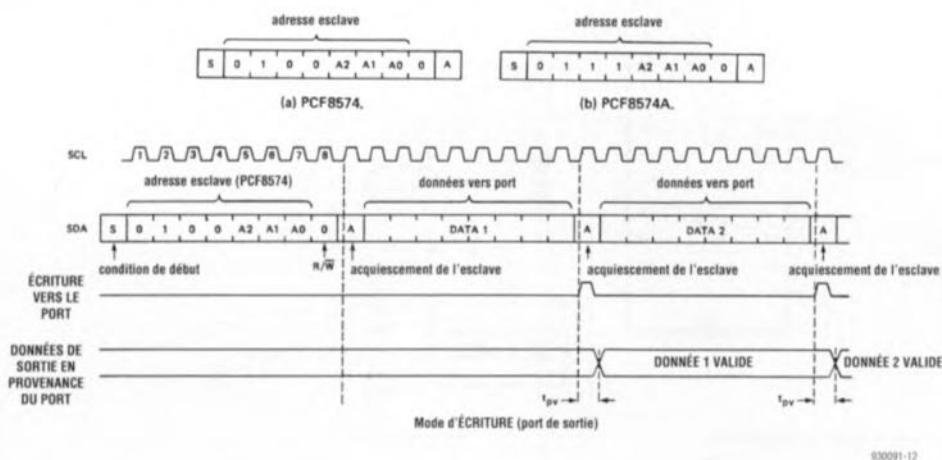 adresse esclave
adresse esclave
S 0 1 0 0 A2 A1 A0 0 A
S 0 1 1 1 A2 A1 A0 0 A
(a) PCF8574.
(b) PCF8574A.
SCL 1 2 3 4 5 6 7 8
adresse esclave (PCF8574)
données vers port
données vers port
SDA S 0 1 0 0 A2 A1 A0 0 A DATA 1 A DATA 2 A
condition de début
R/W̅
acquiescement de l'esclave
acquiescement de l'esclave
acquiescement de l'esclave
ÉCRITURE
VERS LE
PORT
DONNÉES DE
SORTIE EN
PROVENANCE
DU PORT
DONNÉE 1 VALIDE
DONNÉE 2 VALIDE
tpv
tpv
Mode d'ÉCRITURE (port de sortie)
930091-12